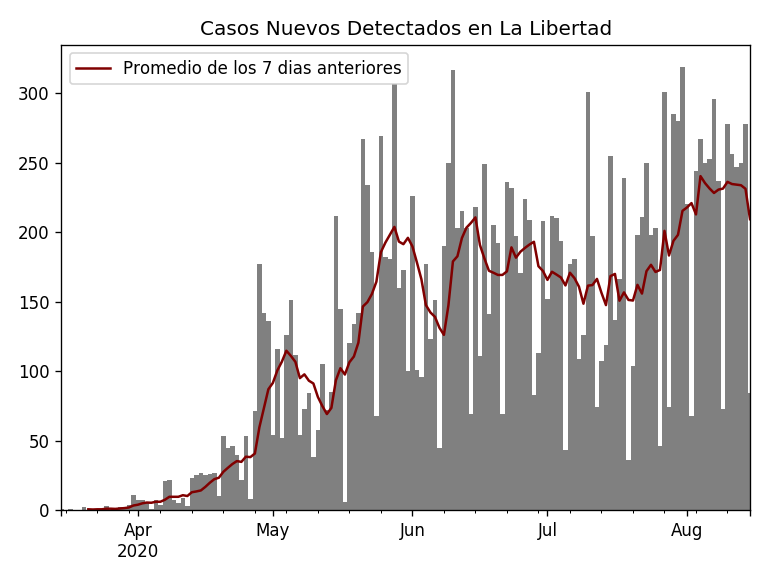 Casos Nuevos Detectados en La Libertad
Promedio de los 7 dias anteriores
300
250
200
150
100
50
0
Apr
2020
May
Jun
Jul
Aug